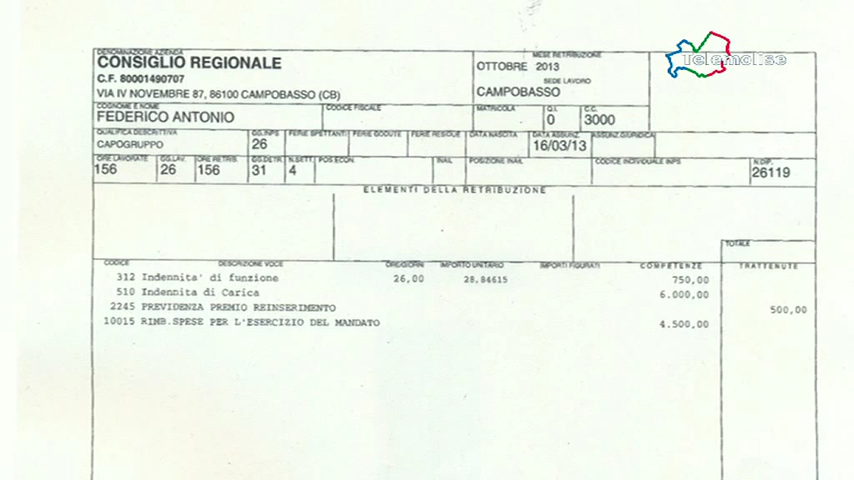 Telemolise
DENOMINAZIONE AZIENDA
CONSIGLIO REGIONALE
C.F. 80001490707
VIA IV NOVEMBRE 87, 86100 CAMPOBASSO (CB)
MESE RETRIBUZIONE
OTTOBRE 2013
SEDE LAVORO
CAMPOBASSO
COGNOME E NOME CODICE FISCALE MATRICOLA Q.I. C.C.
FEDERICO ANTONIO 0 3000
QUALIFICA DESCRITTIVA GG.INPS FERIE SPETTANTI FERIE GODUTE FERIE RESIDUE DATA NASCITA DATA ASSUNZ. ASSUNZ.GIURIDICA
CAPOGRUPPO 26 16/03/13
ORE LAVORATE GG.LAV. ORE RETRIB. GG.DETR. N.SETT. POS.ECON. INAIL POSIZIONE INAIL CODICE INDIVIDUALE INPS N.DIP.
156 26 156 31 4 26119
ELEMENTI DELLA RETRIBUZIONE
TOTALE
CODICE DESCRIZIONE VOCE ORE/GIORNI IMPORTO UNITARIO IMPORTI FIGURATI COMPETENZE TRATTENUTE
312 Indennita' di funzione 26,00 28,84615 750,00
510 Indennita di Carica 6.000,00
2245 PREVIDENZA PREMIO REINSERIMENTO 500,00
10015 RIMB.SPESE PER L'ESERCIZIO DEL MANDATO 4.500,00